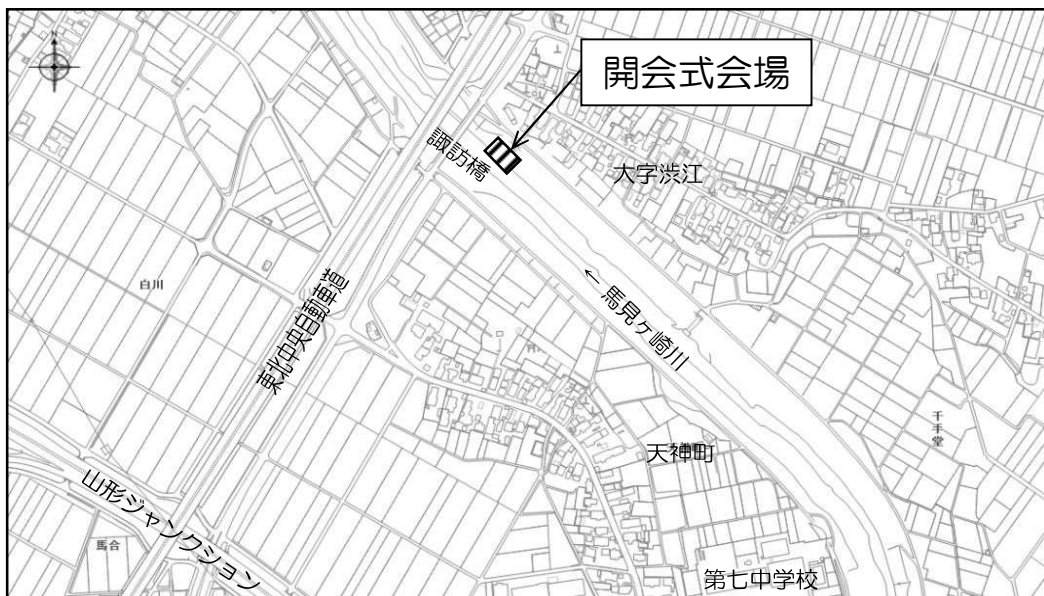 N
開会式会場
諏訪橋
大字渋江
白川
東北中央自動車道
← 馬見ヶ崎川
千手堂
天神町
山形ジャンクション
馬合
第七中学校